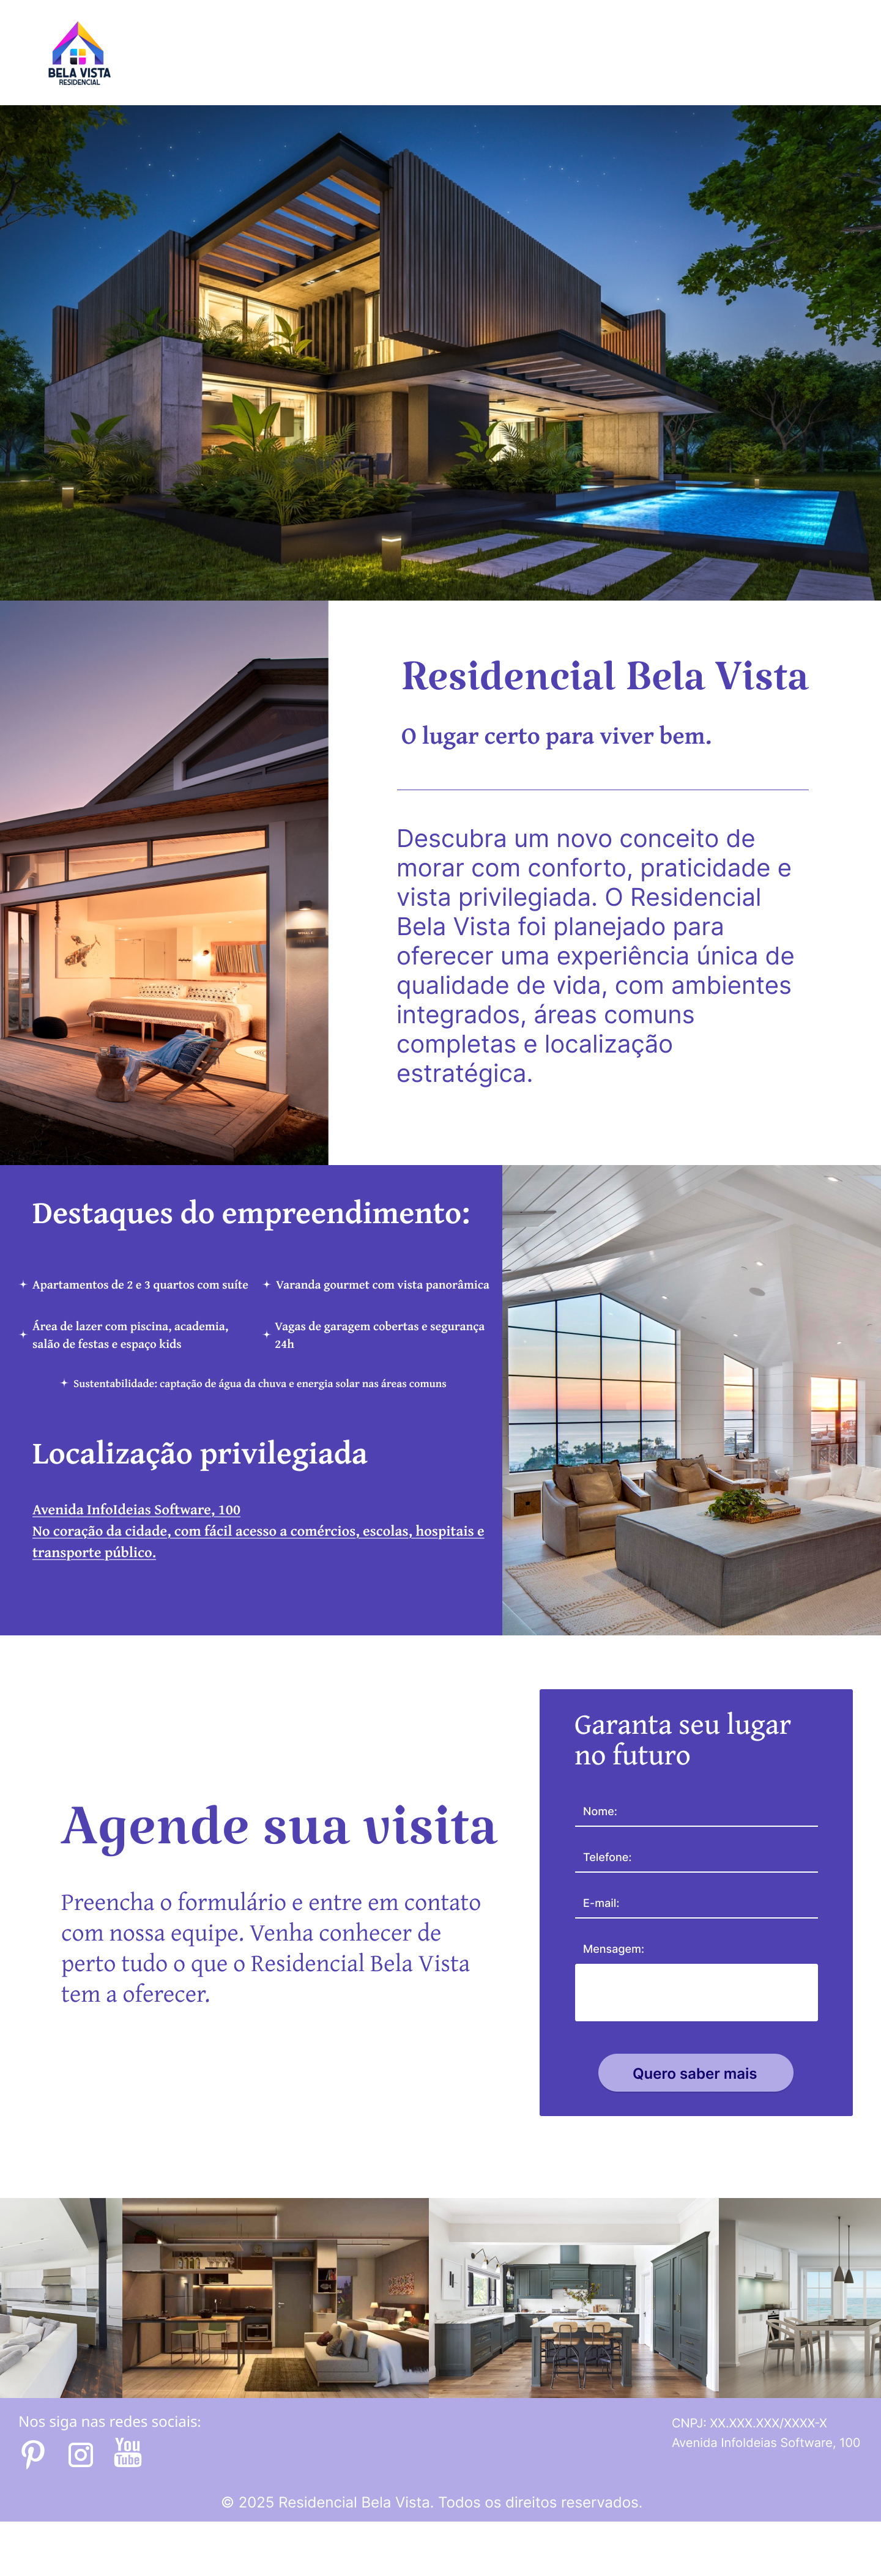 BELA VISTA
RESIDENCIAL
Residencial Bela Vista
O lugar certo para viver bem.
Descubra um novo conceito de
morar com conforto, praticidade e
vista privilegiada. O Residencial
Bela Vista foi planejado para
oferecer uma experiência única de
qualidade de vida, com ambientes
integrados, áreas comuns
completas e localização
estratégica.
Destaques do empreendimento:
Apartamentos de 2 e 3 quartos com suíte
Varanda gourmet com vista panorâmica
Área de lazer com piscina, academia,
salão de festas e espaço kids
Vagas de garagem cobertas e segurança
24h
Sustentabilidade: captação de água da chuva e energia solar nas áreas comuns
Localização privilegiada
Avenida InfoIdeias Software, 100
No coração da cidade, com fácil acesso a comércios, escolas, hospitais e
transporte público.
Agende sua visita
Preencha o formulário e entre em contato
com nossa equipe. Venha conhecer de
perto tudo o que o Residencial Bela Vista
tem a oferecer.
Garanta seu lugar
no futuro
Nome:
Telefone:
E-mail:
Mensagem:
Quero saber mais
Nos siga nas redes sociais:
You
Tube
CNPJ: XX.XXX.XXX/XXXX-X
Avenida InfoIdeias Software, 100
© 2025 Residencial Bela Vista. Todos os direitos reservados.